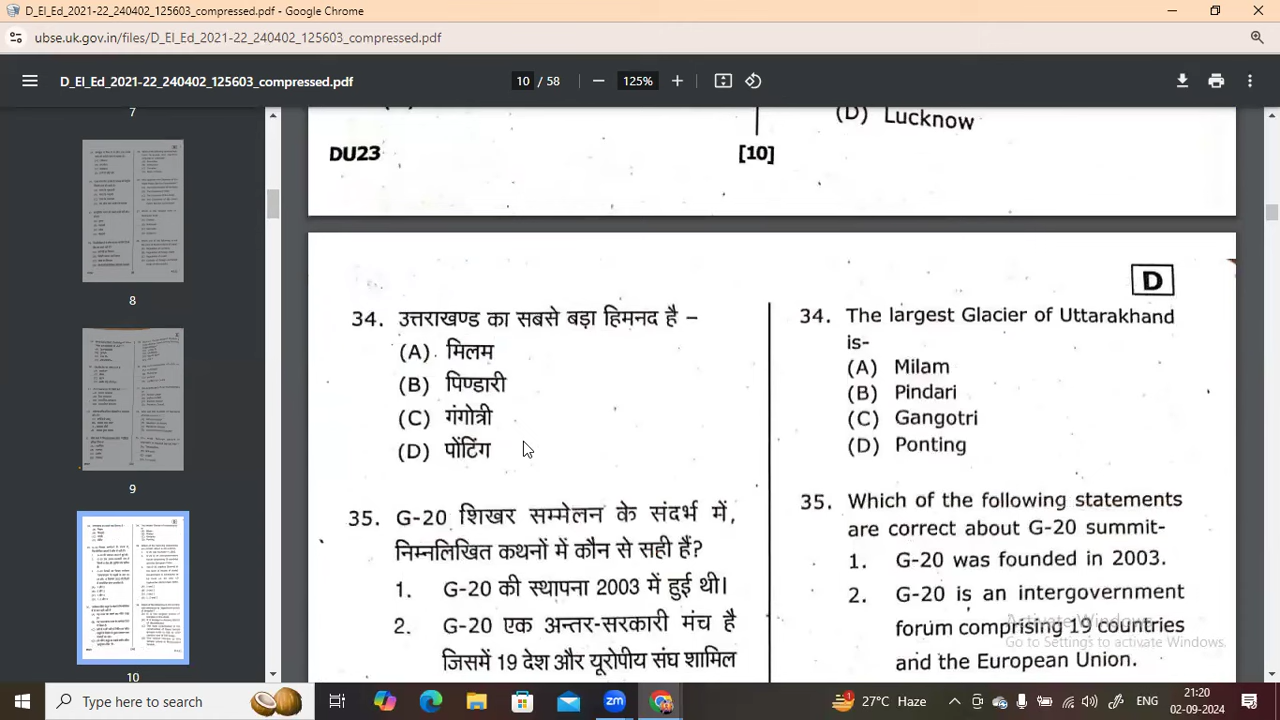 D_El_Ed_2021-22_240402_125603_compressed.pdf - Google Chrome
ubse.uk.gov.in/files/D_El_Ed_2021-22_240402_125603_compressed.pdf
D_El_Ed_2021-22_240402_125603_compressed.pdf
10 / 58
125%
7
8
9
10
(D) Lucknow
DU23
[10]
D
34. उत्तराखण्ड का सबसे बड़ा हिमनद है –
(A) मिलम
(B) पिण्डारी
(C) गंगोत्री
(D) पोंटिंग
35. G-20 शिखर सम्मेलन के संदर्भ में,
निम्नलिखित कथनों में कौन से सही हैं?
1. G-20 की स्थापना 2003 में हुई थी।
2. G-20 एक अन्तर-सरकारी मंच है
जिसमें 19 देश और यूरोपीय संघ शामिल
34. The largest Glacier of Uttarakhand
is-
(A) Milam
(B) Pindari
(C) Gangotri
(D) Ponting
35. Which of the following statements
are correct about G-20 summit-
1. G-20 was founded in 2003.
2. G-20 is an intergovernment
forum comprising 19 countries
and the European Union.
Activate Windows
Go to Settings to activate Windows.
Type here to search
zm
1
27°C Haze
ENG
21:20
02-09-2024